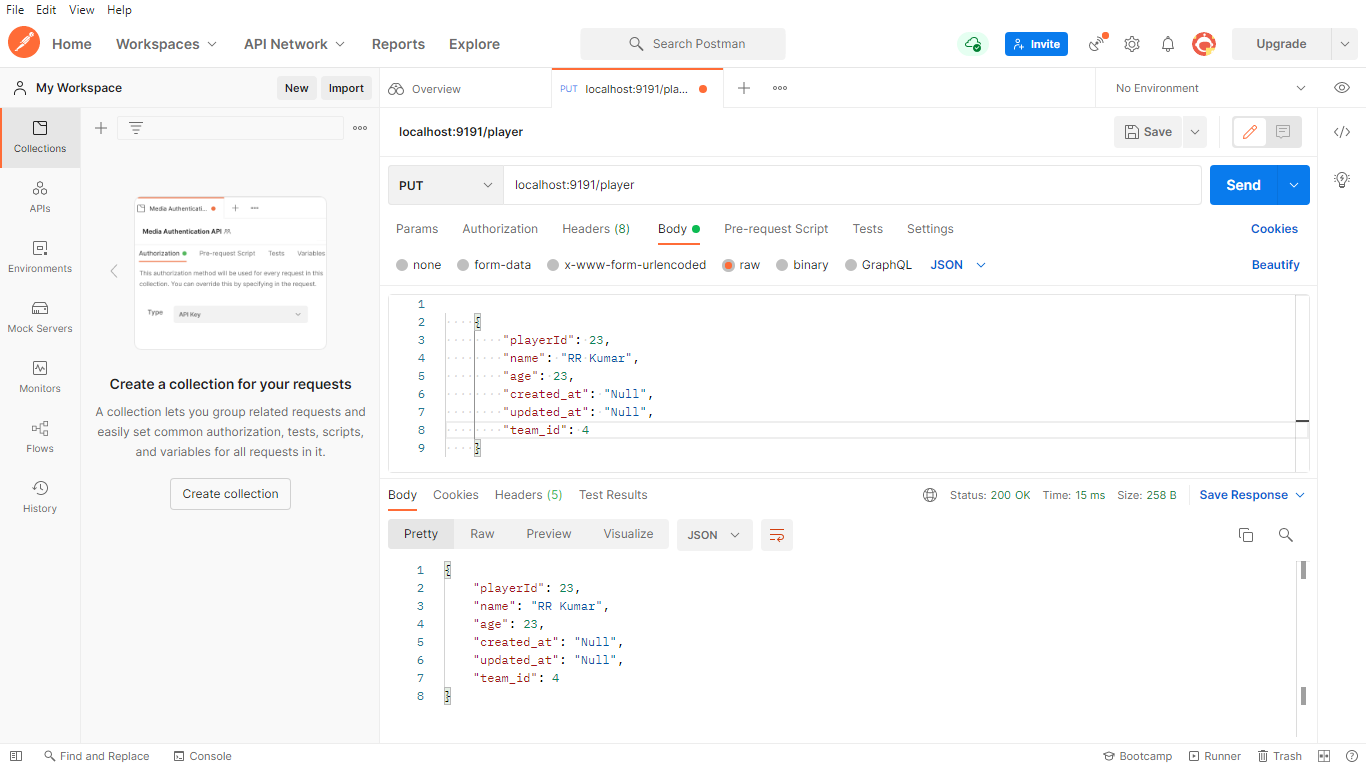 File Edit View Help
Home Workspaces API Network Reports Explore Search Postman Invite Upgrade
My Workspace New Import Overview PUT localhost:9191/pla... No Environment
Collections
APIs
Environments
Mock Servers
Monitors
Flows
History
Media Authenticati...
Media Authentication API
Authorization Pre-request Script Tests Variables
This authorization method will be used for every request in this
collection. You can override this by specifying in the request.
Type API Key
Create a collection for your requests
A collection lets you group related requests and
easily set common authorization, tests, scripts,
and variables for all requests in it.
Create collection
localhost:9191/player Save
PUT localhost:9191/player Send
Params Authorization Headers (8) Body Pre-request Script Tests Settings Cookies
none form-data x-www-form-urlencoded raw binary GraphQL JSON Beautify
1
2 {
3 "playerId": 23,
4 "name": "RR Kumar",
5 "age": 23,
6 "created_at": "Null",
7 "updated_at": "Null",
8 "team_id": 4
9 }
Body Cookies Headers (5) Test Results Status: 200 OK Time: 15 ms Size: 258 B Save Response
Pretty Raw Preview Visualize JSON
1 {
2 "playerId": 23,
3 "name": "RR Kumar",
4 "age": 23,
5 "created_at": "Null",
6 "updated_at": "Null",
7 "team_id": 4
8 }
Find and Replace Console Bootcamp Runner Trash